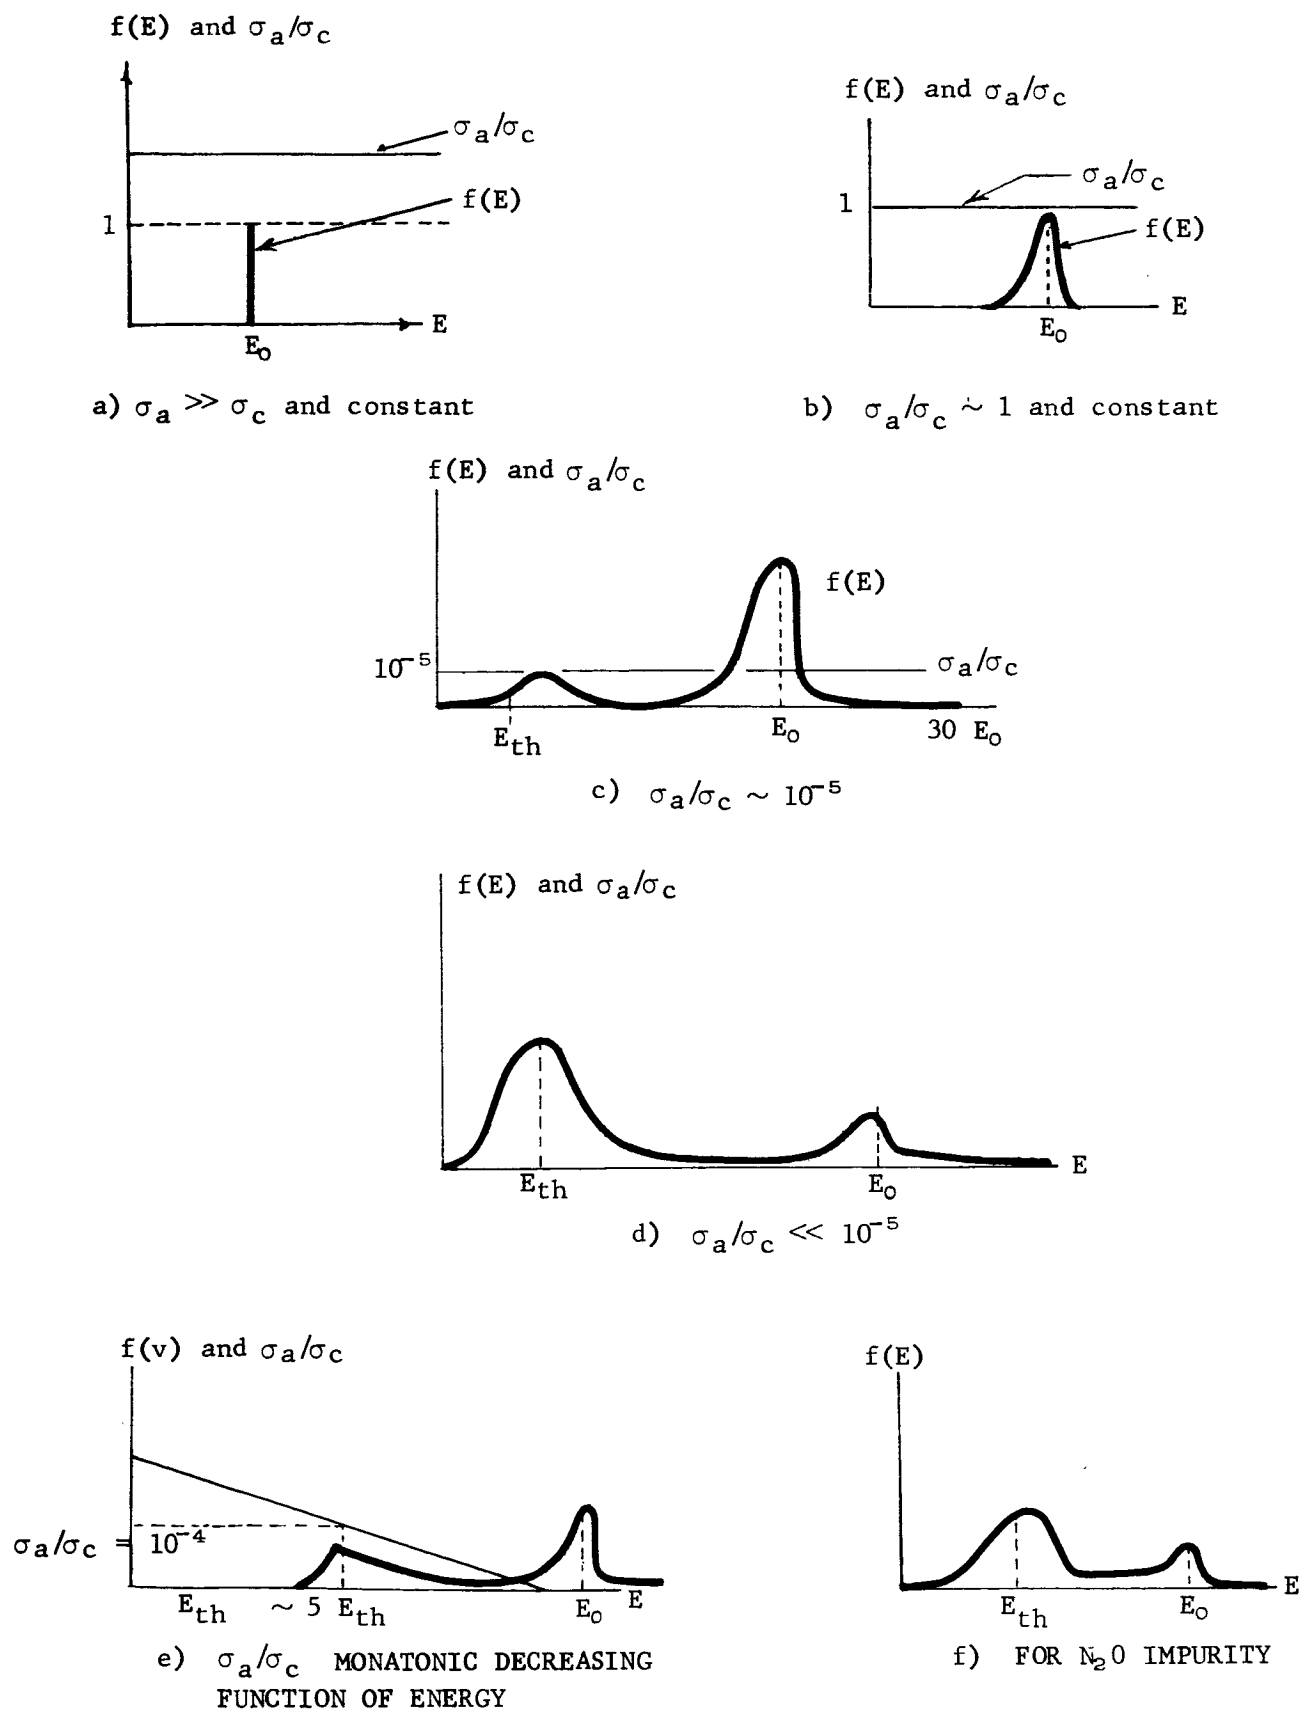 f(E) and σa/σc
σa/σc
f(E)
1
E
Eo
a) σa >> σc and constant
f(E) and σa/σc
σa/σc
1
f(E)
E
Eo
b) σa/σc ~ 1 and constant
f(E) and σa/σc
f(E)
10⁻⁵
σa/σc
Eth
Eo
30 Eo
c) σa/σc ~ 10⁻⁵
f(E) and σa/σc
E
Eth
Eo
d) σa/σc << 10⁻⁵
f(v) and σa/σc
σa/σc = 10⁻⁴
Eth ~ 5 Eth
Eo
E
e) σa/σc MONATONIC DECREASING
FUNCTION OF ENERGY
f(E)
E
Eth
Eo
f) FOR N₂O IMPURITY